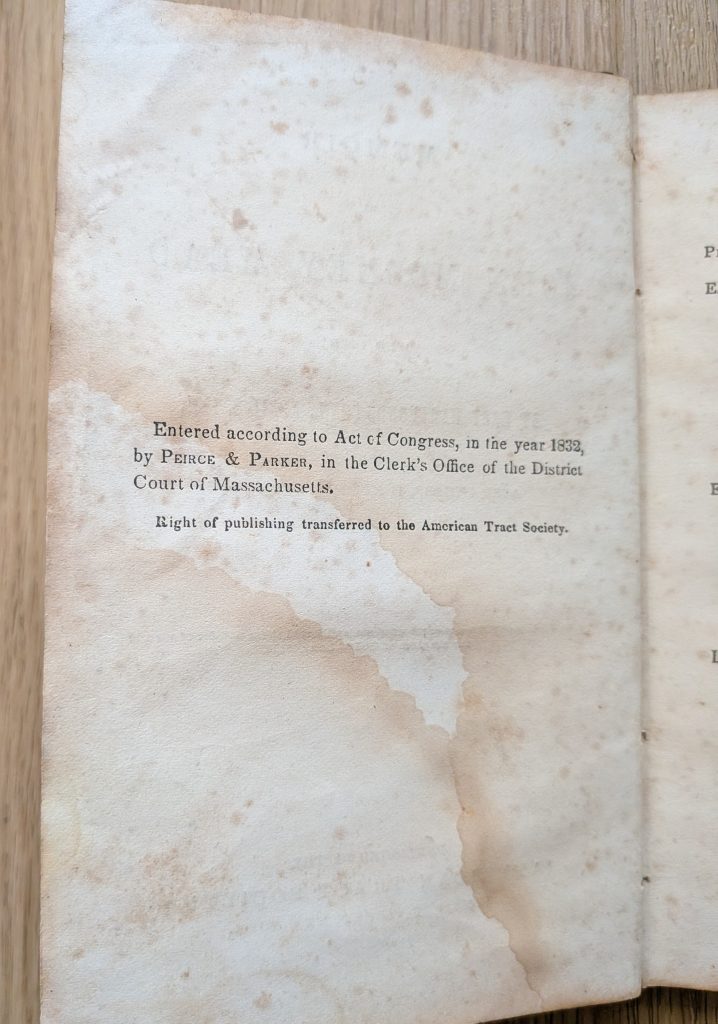 Entered according to Act of Congress, in the year 1832,
by PEIRCE & PARKER, in the Clerk's Office of the District
Court of Massachusetts.
Right of publishing transferred to the American Tract Society.